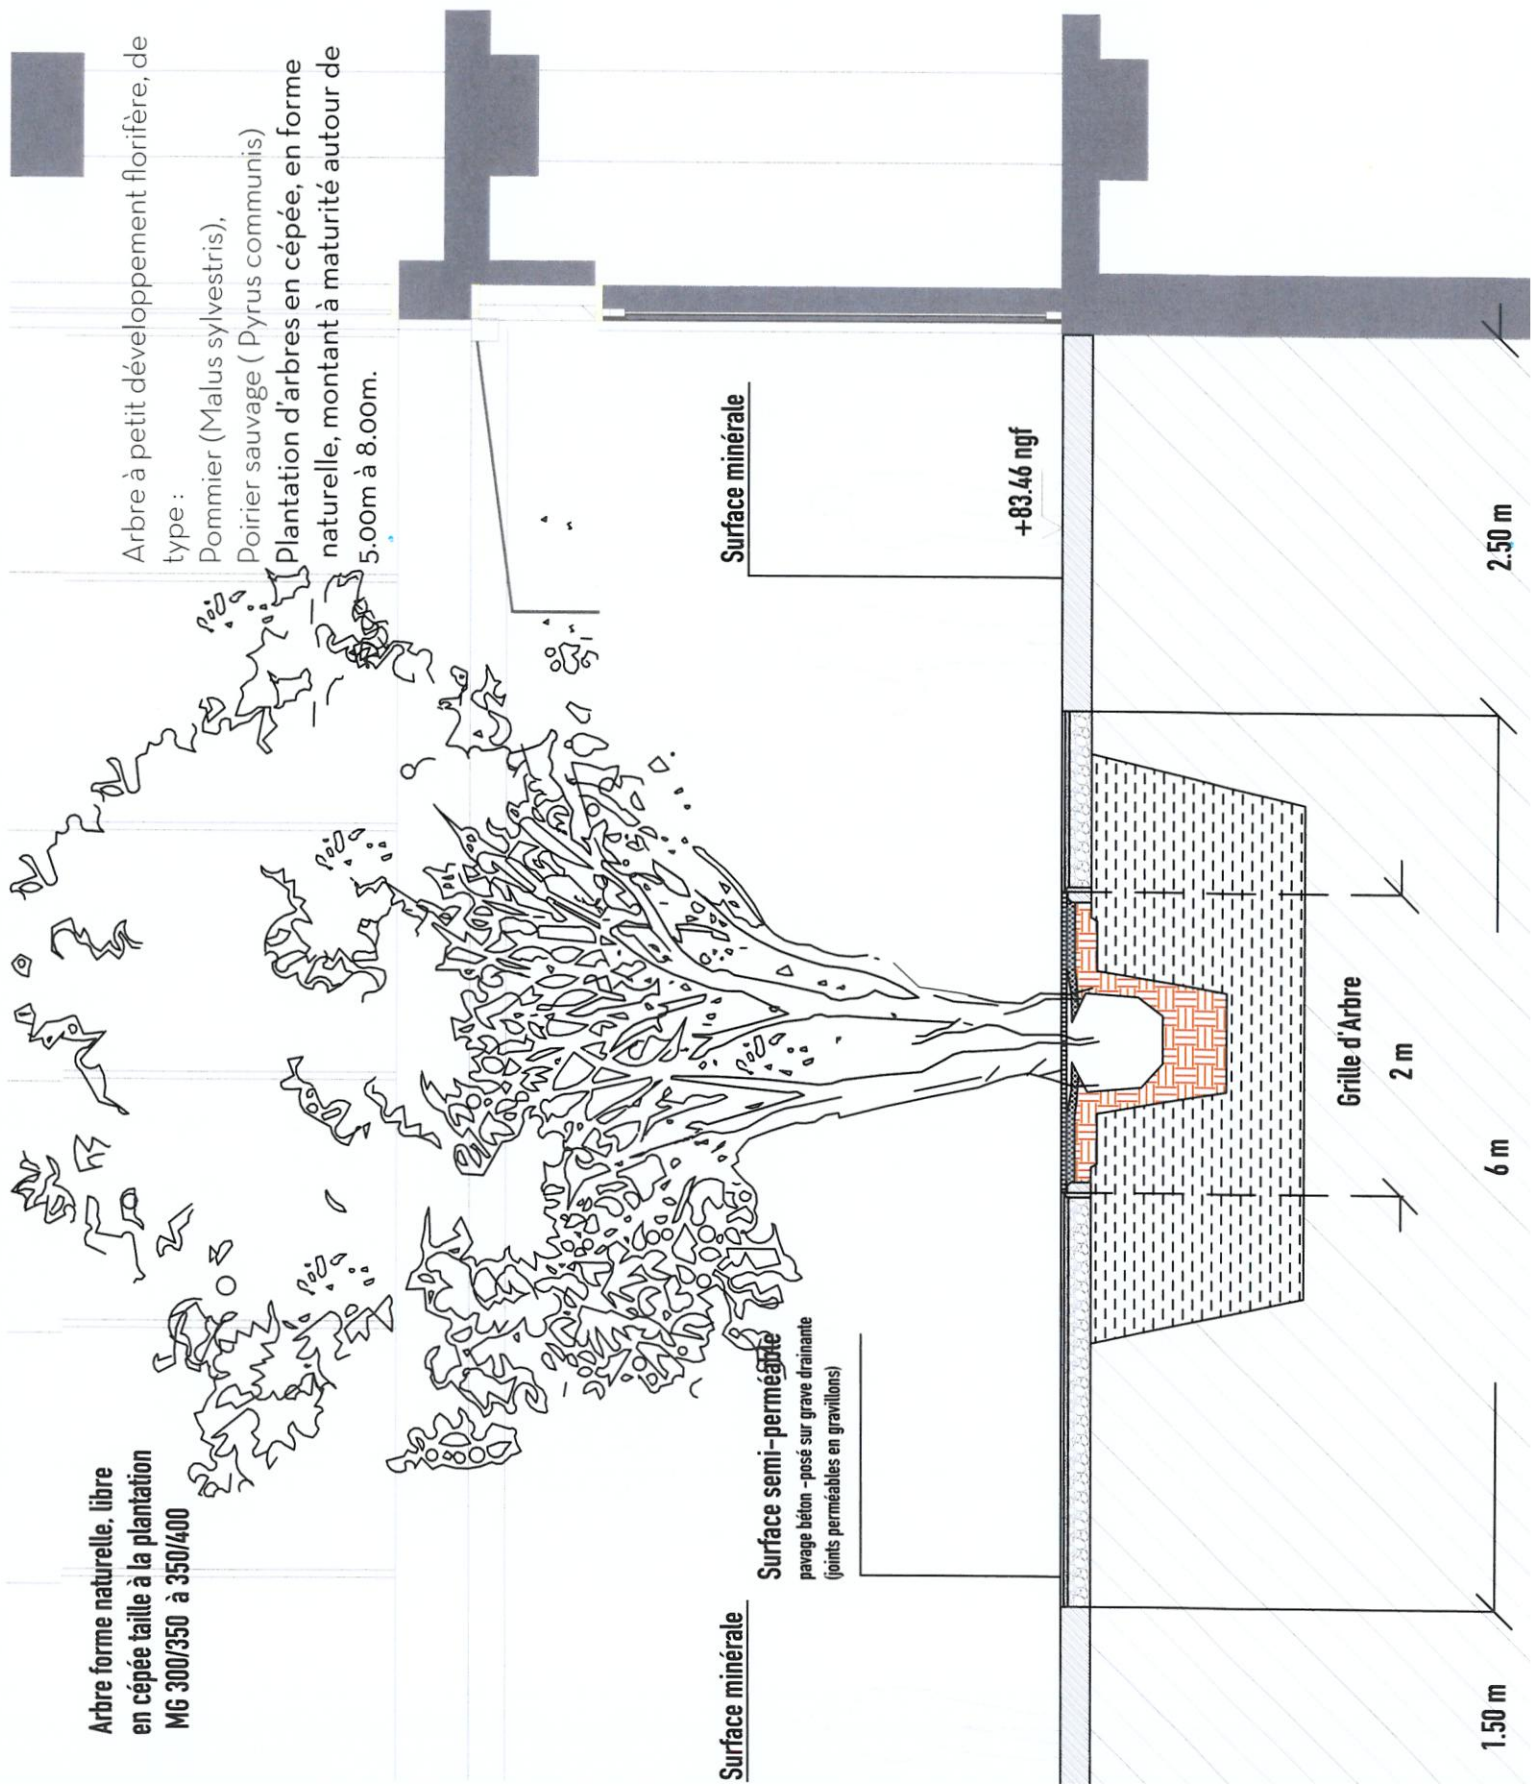 Arbre forme naturelle, libre
en cépée taille à la plantation
MG 300/350 à 350/400
Arbre à petit développement florifère, de
type :
Pommier (Malus sylvestris),
Poirier sauvage ( Pyrus communis)
Plantation d'arbres en cépée, en forme
naturelle, montant à maturité autour de
5.00m à 8.00m.
Surface minérale
Surface semi-perméable
pavage béton -posé sur grave drainante
(joints perméables en gravillons)
Surface minérale
+83.46 ngf
Grille d'Arbre
2 m
1.50 m
6 m
2.50 m